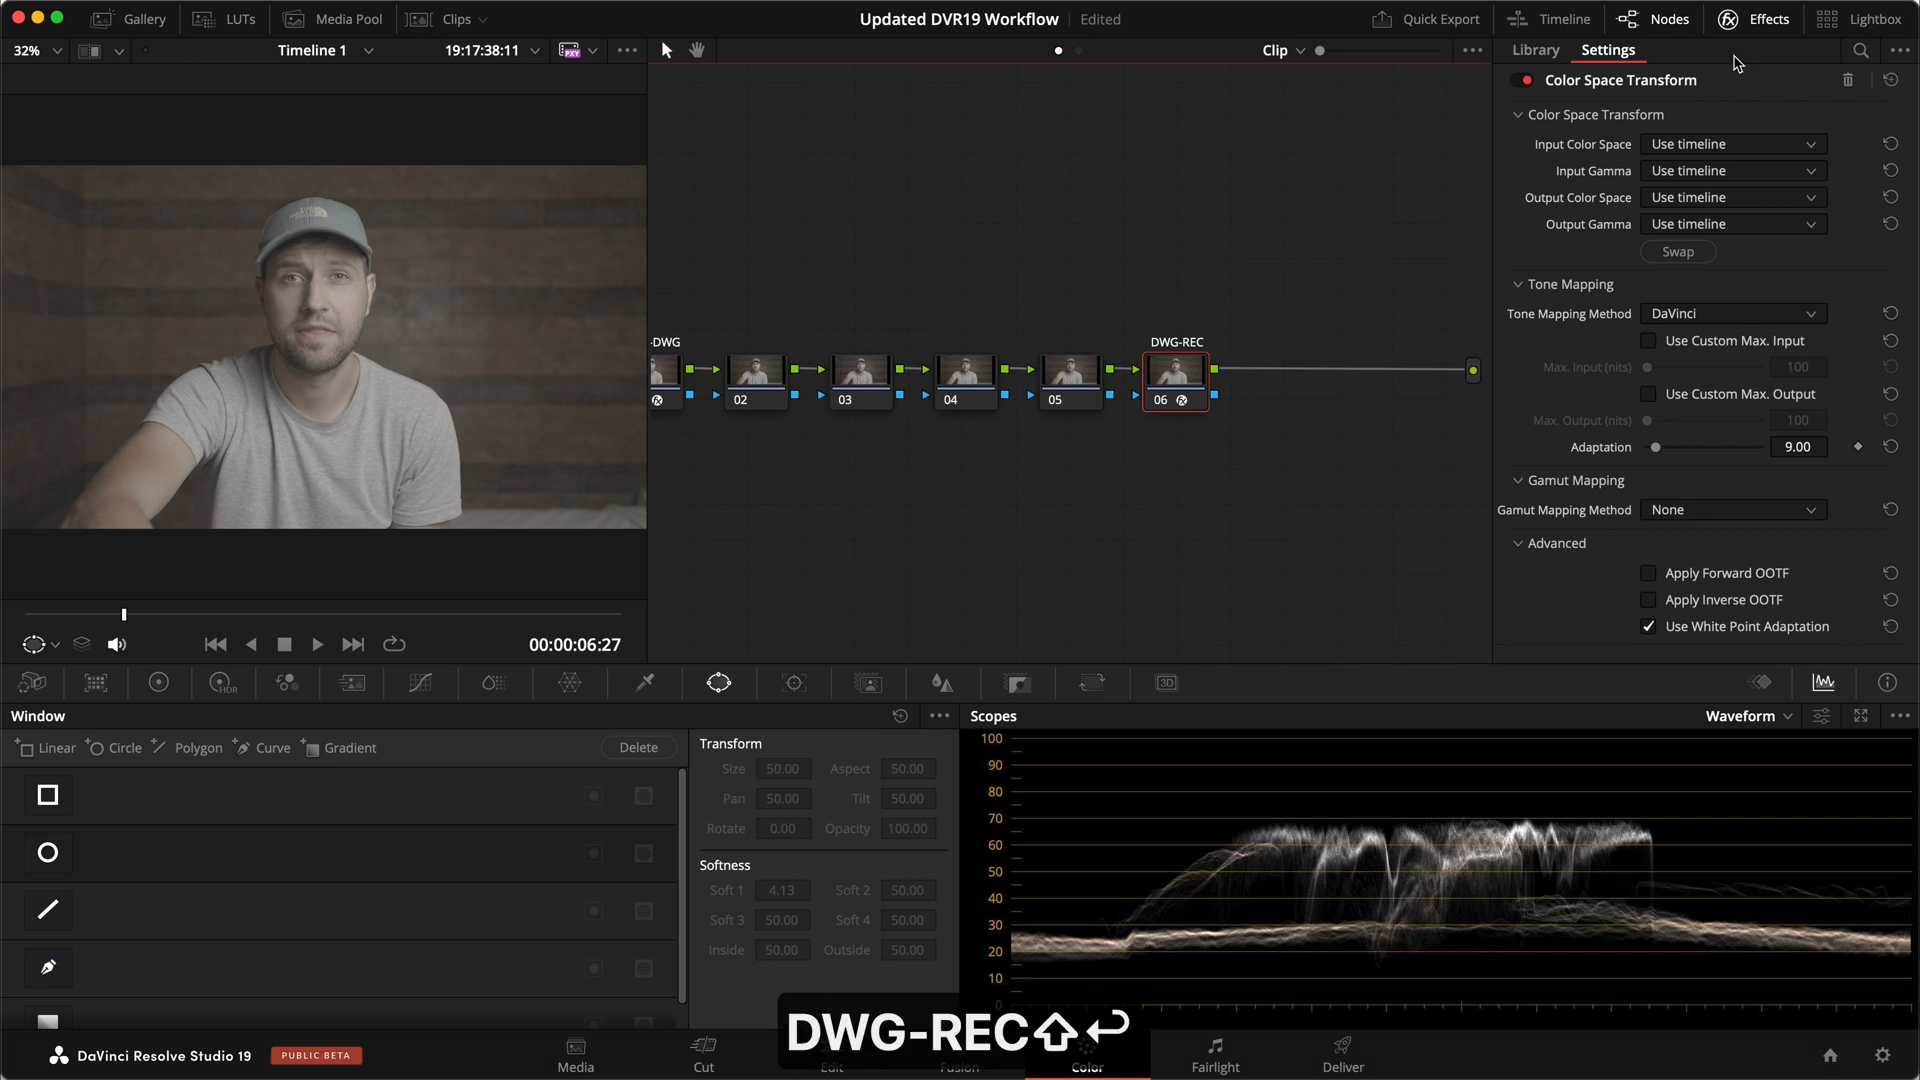 Gallery LUTs Media Pool Clips Updated DVR19 Workflow Edited Quick Export Timeline Nodes Effects Lightbox
32% Timeline 1 19:17:38:11 PXY Clip Library Settings
Color Space Transform
Color Space Transform
Input Color Space Use timeline
Input Gamma Use timeline
Output Color Space Use timeline
Output Gamma Use timeline
Swap
Tone Mapping
Tone Mapping Method DaVinci
Use Custom Max. Input
Max. Input (nits) 100
Use Custom Max. Output
Max. Output (nits) 100
Adaptation 9.00
Gamut Mapping
Gamut Mapping Method None
Advanced
Apply Forward OOTF
Apply Inverse OOTF
Use White Point Adaptation
-DWG DWG-REC
02 03 04 05 06
00:00:06:27
HDR 3D
Window
Linear Circle Polygon Curve Gradient Delete
Transform
Size 50.00 Aspect 50.00
Pan 50.00 Tilt 50.00
Rotate 0.00 Opacity 100.00
Softness
Soft 1 4.13 Soft 2 50.00
Soft 3 50.00 Soft 4 50.00
Inside 50.00 Outside 50.00
Scopes Waveform
100
90
80
70
60
50
40
30
20
10
0
DWG-REC⇧↩
DaVinci Resolve Studio 19 PUBLIC BETA
Media Cut Edit Fusion Color Fairlight Deliver